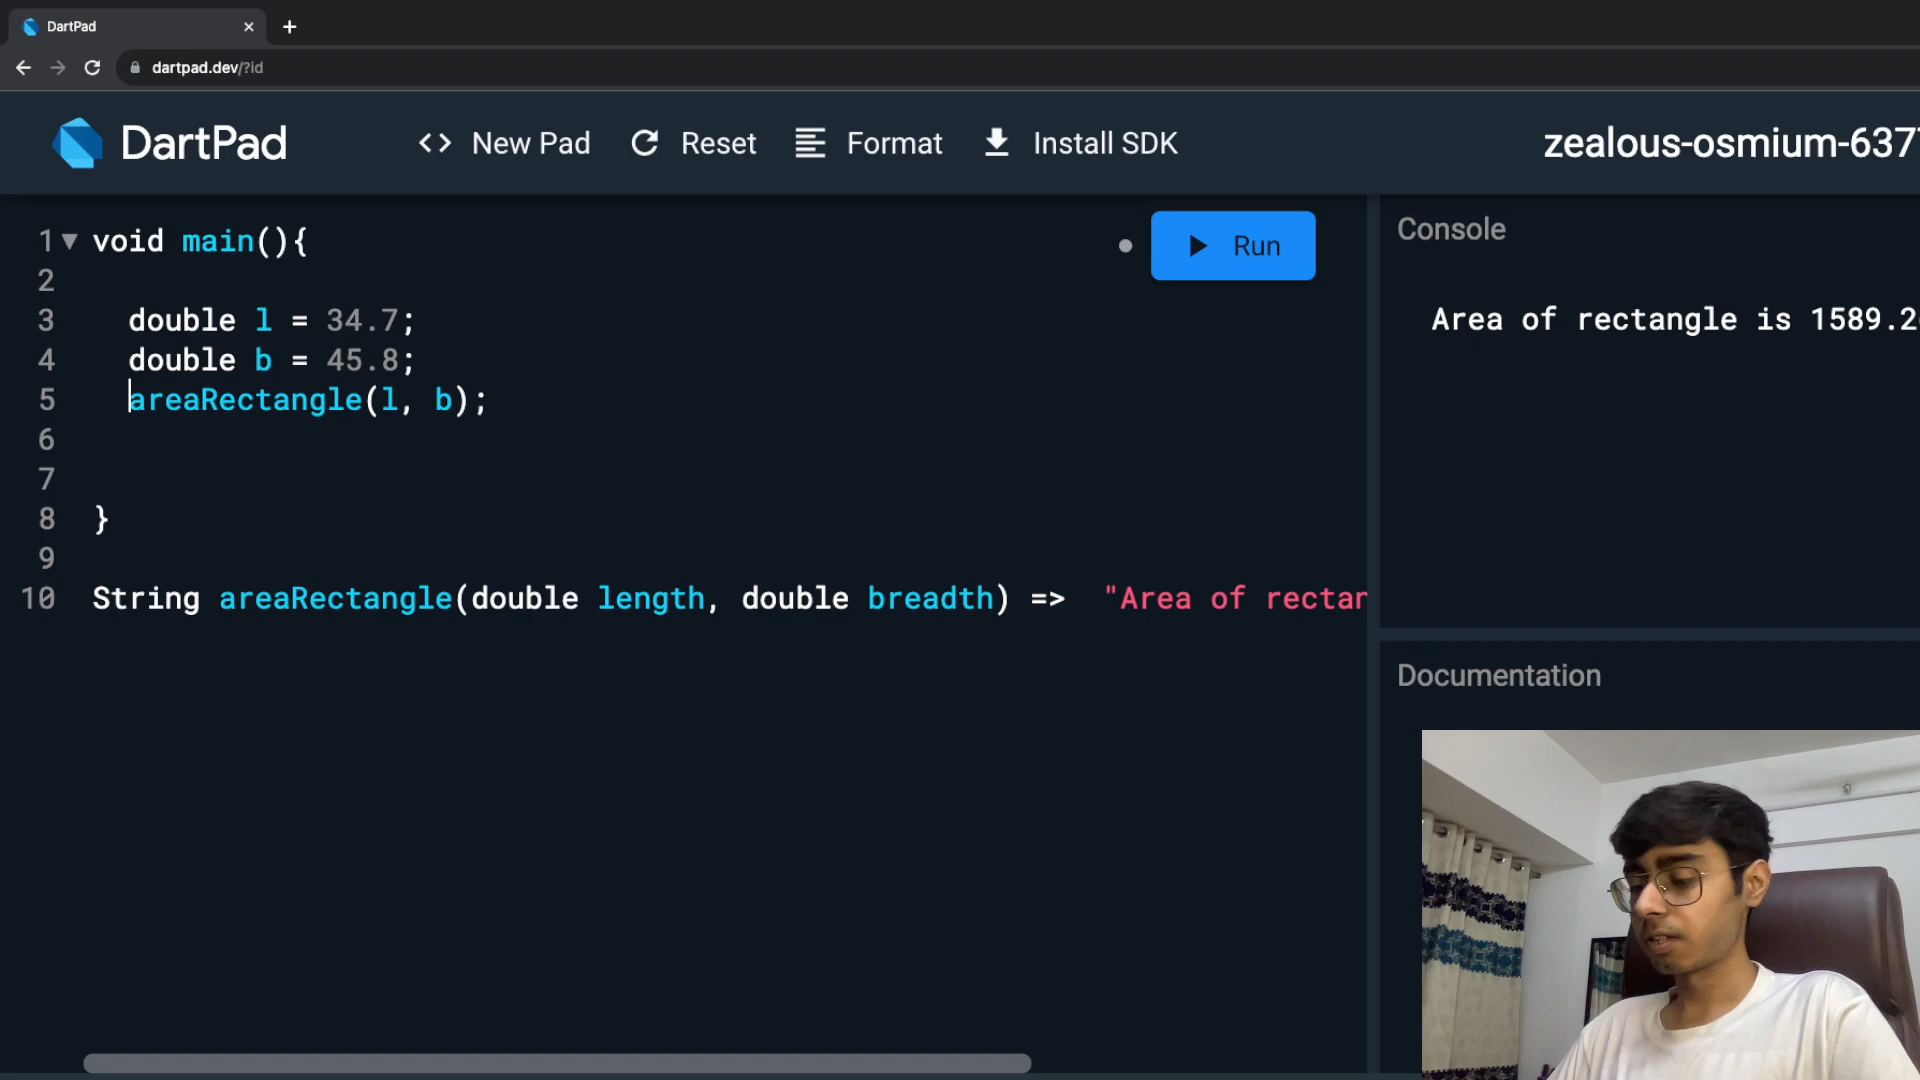 DartPad
dartpad.dev/?id
DartPad
<> New Pad
Reset
Format
Install SDK
zealous-osmium-637
Run
1 void main(){
2
3 double l = 34.7;
4 double b = 45.8;
5 areaRectangle(l, b);
6
7
8 }
9
10 String areaRectangle(double length, double breadth) => "Area of rectan
Console
Area of rectangle is 1589.2
Documentation